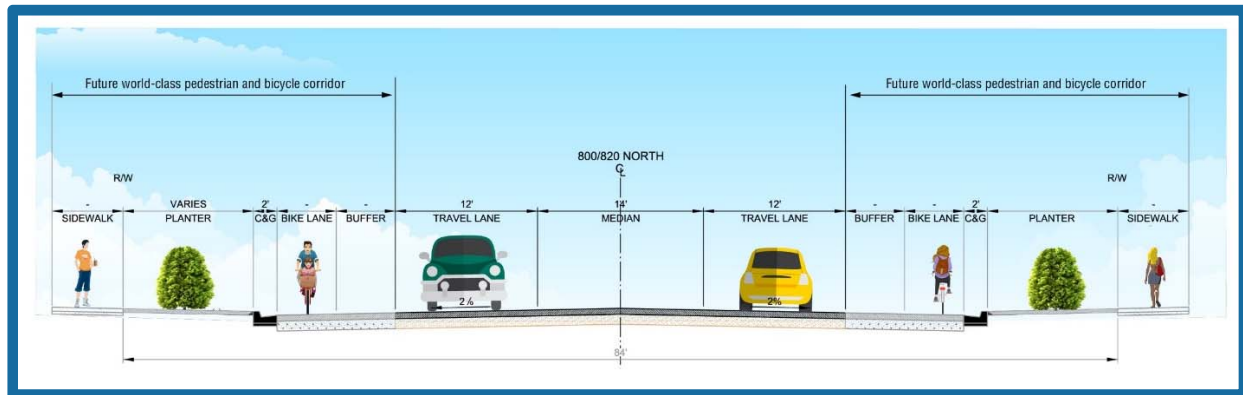 Future world-class pedestrian and bicycle corridor
Future world-class pedestrian and bicycle corridor
800/820 NORTH
℄
R/W
R/W
- VARIES 2' - - 12' 14' 12' - - 2' -
SIDEWALK PLANTER C&G BIKE LANE BUFFER TRAVEL LANE MEDIAN TRAVEL LANE BUFFER BIKE LANE C&G PLANTER SIDEWALK
2% 2%
84'